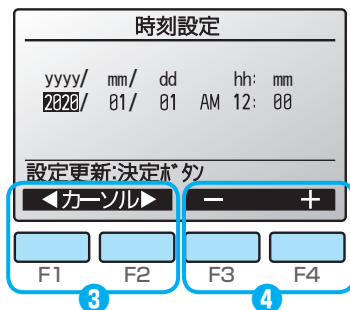 時刻設定
yyyy/ mm/ dd hh: mm
2020/ 01/ 01 AM 12: 00
設定更新:決定ボタン
◀カーソル▶ － ＋
F1 F2 F3 F4
3 4